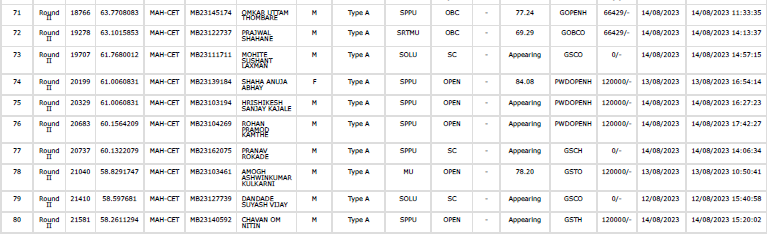 71 Round II 18766 63.7708083 MAH-CET MB23145174 OMKAR UTTAM THOMBARE M Type A SPPU OBC - 77.24 GOPENH 66429/- 14/08/2023 14/08/2023 11:33:35
72 Round II 19278 63.1015853 MAH-CET MB23122737 PRAJWAL SHAHANE M Type A SRTMU OBC - 69.29 GOBCO 66429/- 14/08/2023 14/08/2023 14:13:37
73 Round II 19707 61.7680012 MAH-CET MB23111711 MOHITE SUSHANT LAXMAN M Type A SOLU SC - Appearing GSCO 0/- 14/08/2023 14/08/2023 14:57:15
74 Round II 20199 61.0060831 MAH-CET MB23139184 SHAHA ANUJA ABHAY F Type A SPPU OPEN - 84.08 PWDOPENH 120000/- 13/08/2023 13/08/2023 16:54:14
75 Round II 20329 61.0060831 MAH-CET MB23103194 HRISHIKESH SANJAY KAJALE M Type A SPPU OPEN - Appearing PWDOPENH 120000/- 14/08/2023 14/08/2023 16:27:23
76 Round II 20683 60.1564209 MAH-CET MB23104269 ROHAN PRAMOD KAMTHE M Type A SPPU OPEN - Appearing PWDOPENH 120000/- 14/08/2023 14/08/2023 17:42:27
77 Round II 20737 60.1322079 MAH-CET MB23162075 PRANAV ROKADE M Type A SPPU SC - Appearing GSCH 0/- 14/08/2023 14/08/2023 14:06:34
78 Round II 21040 58.8291747 MAH-CET MB23103461 AMOGH ASHWINKUMAR KULKARNI M Type A MU OPEN - 78.20 GSTO 120000/- 13/08/2023 13/08/2023 10:50:41
79 Round II 21410 58.597681 MAH-CET MB23127739 DANDADE SUYASH VIJAY M Type A SOLU SC - Appearing GSCO 0/- 12/08/2023 12/08/2023 15:40:58
80 Round II 21581 58.2611294 MAH-CET MB23140592 CHAVAN OM NITIN M Type A SPPU OPEN - Appearing GSTH 120000/- 14/08/2023 14/08/2023 15:20:02